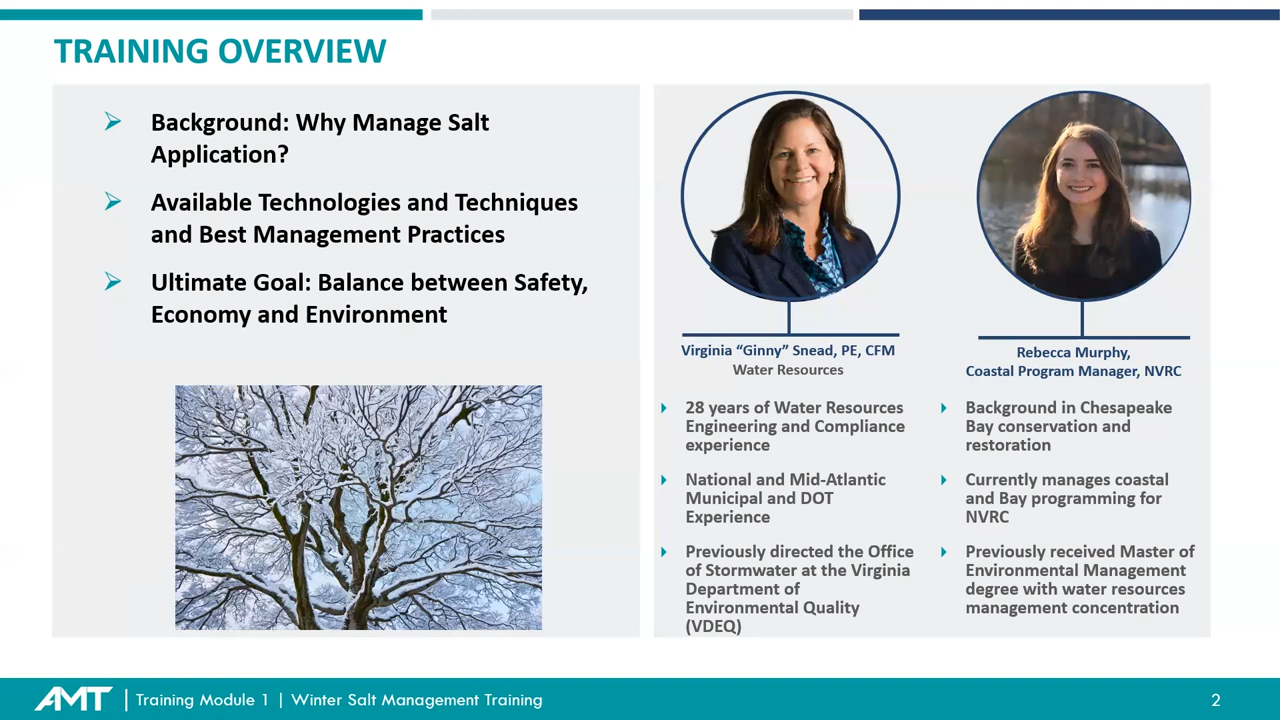 TRAINING OVERVIEW
Background: Why Manage Salt
Application?
Available Technologies and Techniques
and Best Management Practices
Ultimate Goal: Balance between Safety,
Economy and Environment
Virginia “Ginny” Snead, PE, CFM
Water Resources
28 years of Water Resources
Engineering and Compliance
experience
National and Mid-Atlantic
Municipal and DOT
Experience
Previously directed the Office
of Stormwater at the Virginia
Department of
Environmental Quality
(VDEQ)
Rebecca Murphy,
Coastal Program Manager, NVRC
Background in Chesapeake
Bay conservation and
restoration
Currently manages coastal
and Bay programming for
NVRC
Previously received Master of
Environmental Management
degree with water resources
management concentration
AMT | Training Module 1 | Winter Salt Management Training
2